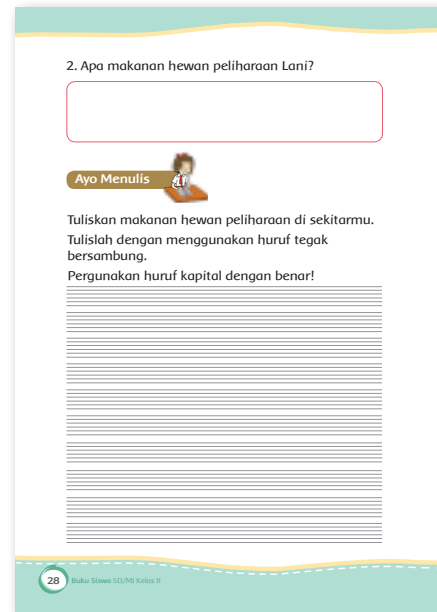 2. Apa makanan hewan peliharaan Lani?
Ayo Menulis
Tuliskan makanan hewan peliharaan di sekitarmu.
Tulislah dengan menggunakan huruf tegak
bersambung.
Pergunakan huruf kapital dengan benar!
28
Buku Siswa SD/MI Kelas II